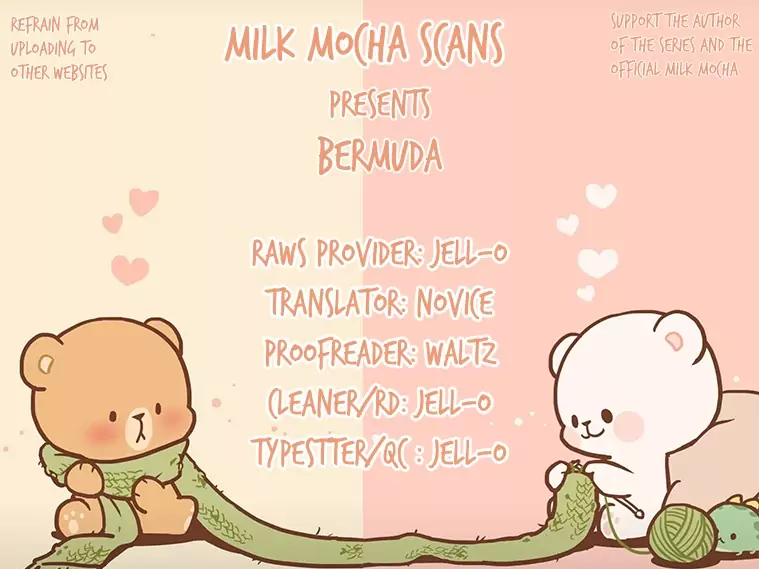 REFRAIN FROM
UPLOADING TO
OTHER WEBSITES
SUPPORT THE AUTHOR
OF THE SERIES AND THE
OFFICIAL MILK MOCHA
MILK MOCHA SCANS
PRESENTS
BERMUDA
RAWS PROVIDER: JELL-O
TRANSLATOR: NOVICE
PROOFREADER: WALTZ
CLEANER/RD: JELL-O
TYPESTTER/QC : JELL-O